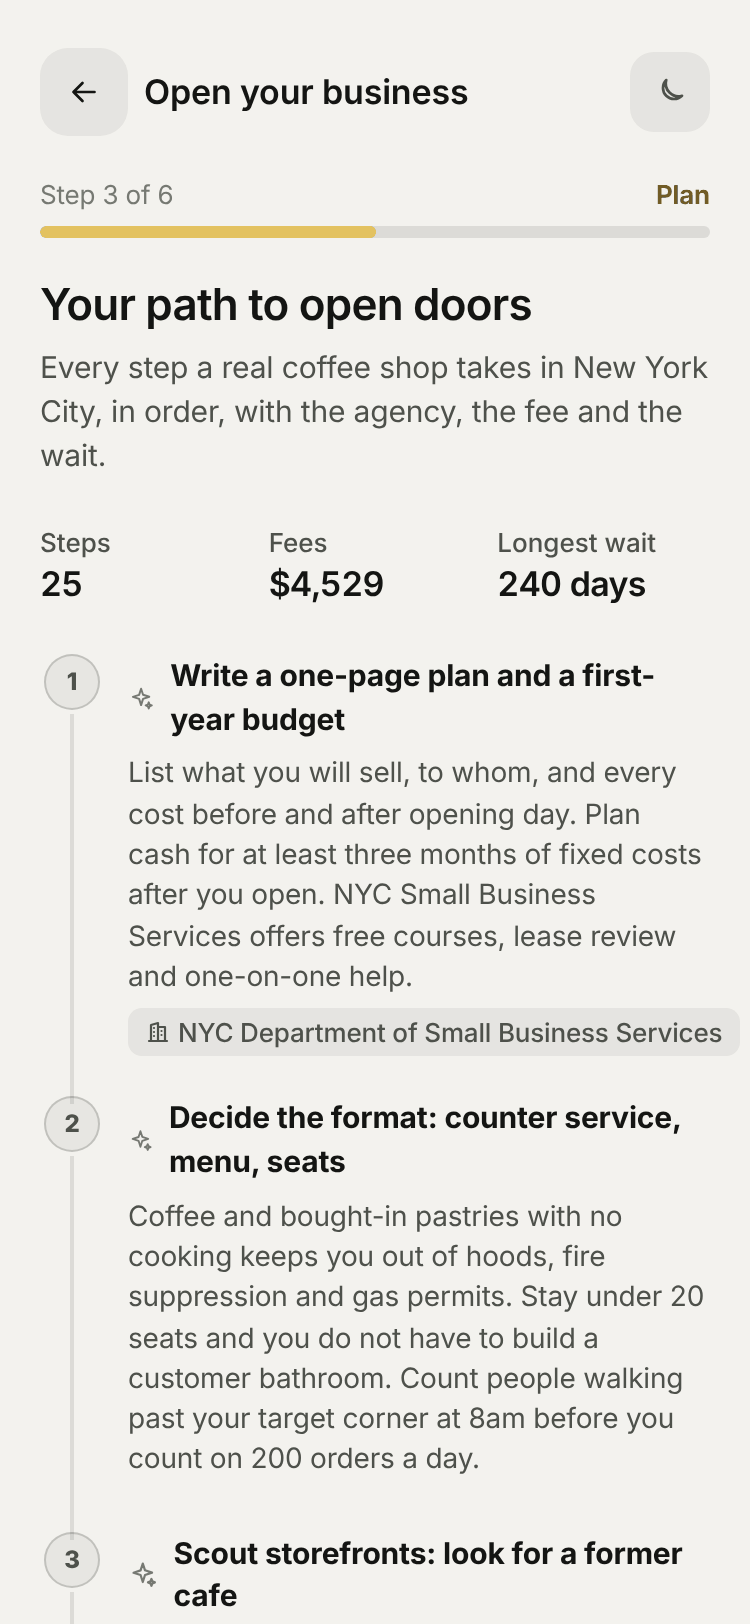 Open your business
Step 3 of 6
Plan
Your path to open doors
Every step a real coffee shop takes in New York
City, in order, with the agency, the fee and the
wait.
Steps
Fees
Longest wait
25
$4,529
240 days
1
Write a one-page plan and a first-
year budget
List what you will sell, to whom, and every
cost before and after opening day. Plan
cash for at least three months of fixed costs
after you open. NYC Small Business
Services offers free courses, lease review
and one-on-one help.
NYC Department of Small Business Services
2
Decide the format: counter service,
menu, seats
Coffee and bought-in pastries with no
cooking keeps you out of hoods, fire
suppression and gas permits. Stay under 20
seats and you do not have to build a
customer bathroom. Count people walking
past your target corner at 8am before you
count on 200 orders a day.
3
Scout storefronts: look for a former
cafe